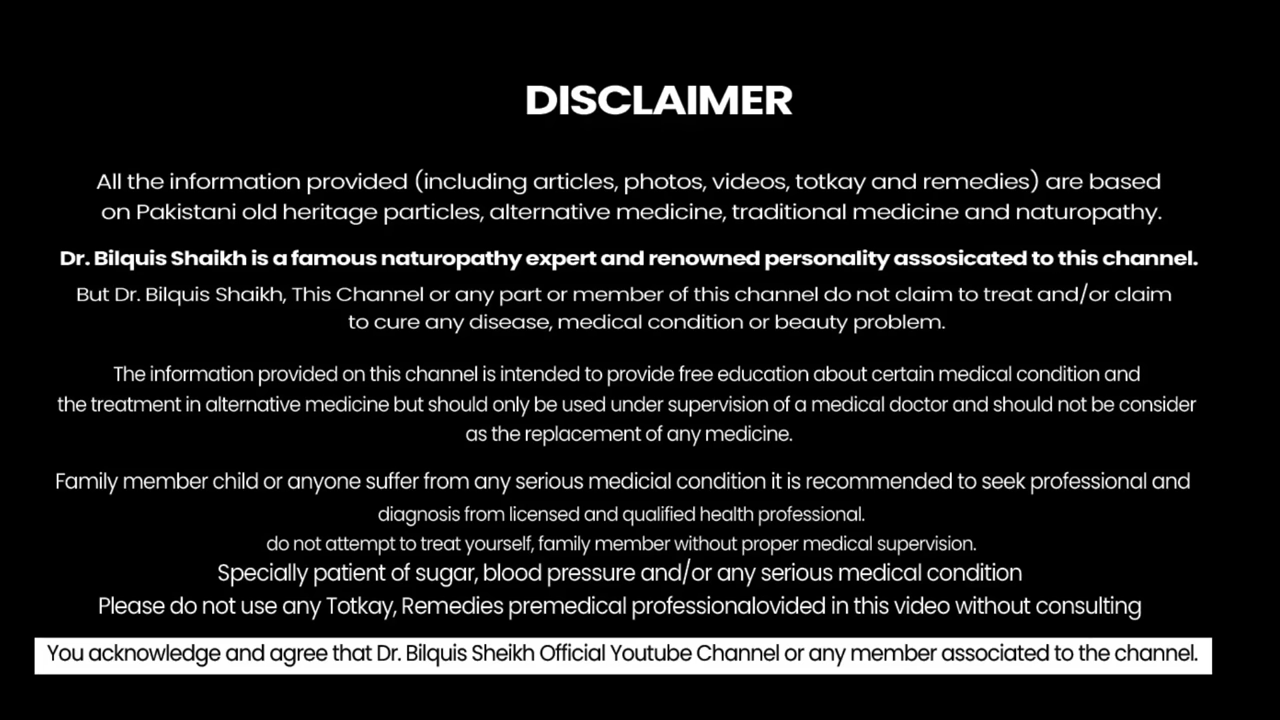 DISCLAIMER
All the information provided (including articles, photos, videos, totkay and remedies) are based
on Pakistani old heritage particles, alternative medicine, traditional medicine and naturopathy.
Dr. Bilquis Shaikh is a famous naturopathy expert and renowned personality assosicated to this channel.
But Dr. Bilquis Shaikh, This Channel or any part or member of this channel do not claim to treat and/or claim
to cure any disease, medical condition or beauty problem.
The information provided on this channel is intended to provide free education about certain medical condition and
the treatment in alternative medicine but should only be used under supervision of a medical doctor and should not be consider
as the replacement of any medicine.
Family member child or anyone suffer from any serious medicial condition it is recommended to seek professional and
diagnosis from licensed and qualified health professional.
do not attempt to treat yourself, family member without proper medical supervision.
Specially patient of sugar, blood pressure and/or any serious medical condition
Please do not use any Totkay, Remedies premedical professionalovided in this video without consulting
You acknowledge and agree that Dr. Bilquis Sheikh Official Youtube Channel or any member associated to the channel.